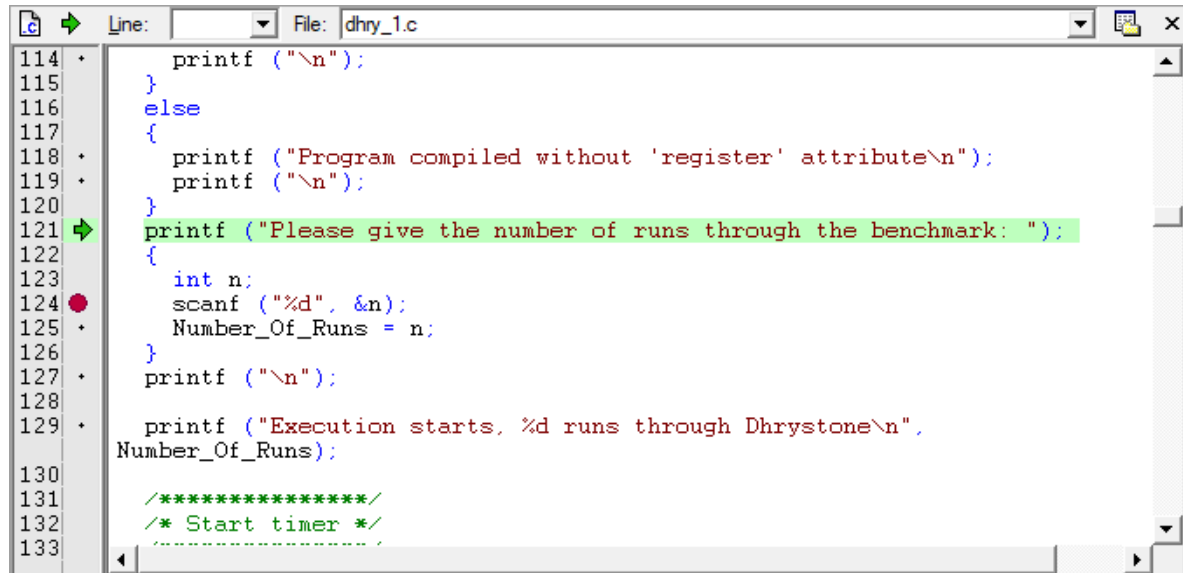 .c Line: File: dhry_1.c
114 printf ("\n");
115 }
116 else
117 {
118 printf ("Program compiled without 'register' attribute\n");
119 printf ("\n");
120 }
121 printf ("Please give the number of runs through the benchmark: ");
122 {
123 int n;
124 scanf ("%d", &n);
125 Number_Of_Runs = n;
126 }
127 printf ("\n");
128
129 printf ("Execution starts, %d runs through Dhrystone\n",
Number_Of_Runs);
130
131 /***************/
132 /* Start timer */
133